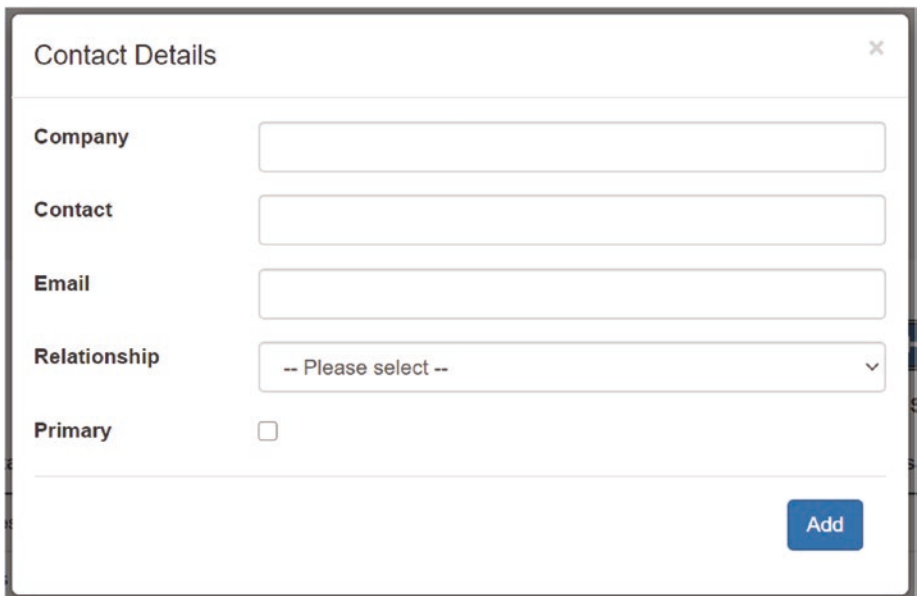 Contact Details ×
Company
Contact
Email
Relationship -- Please select --
Primary
Add